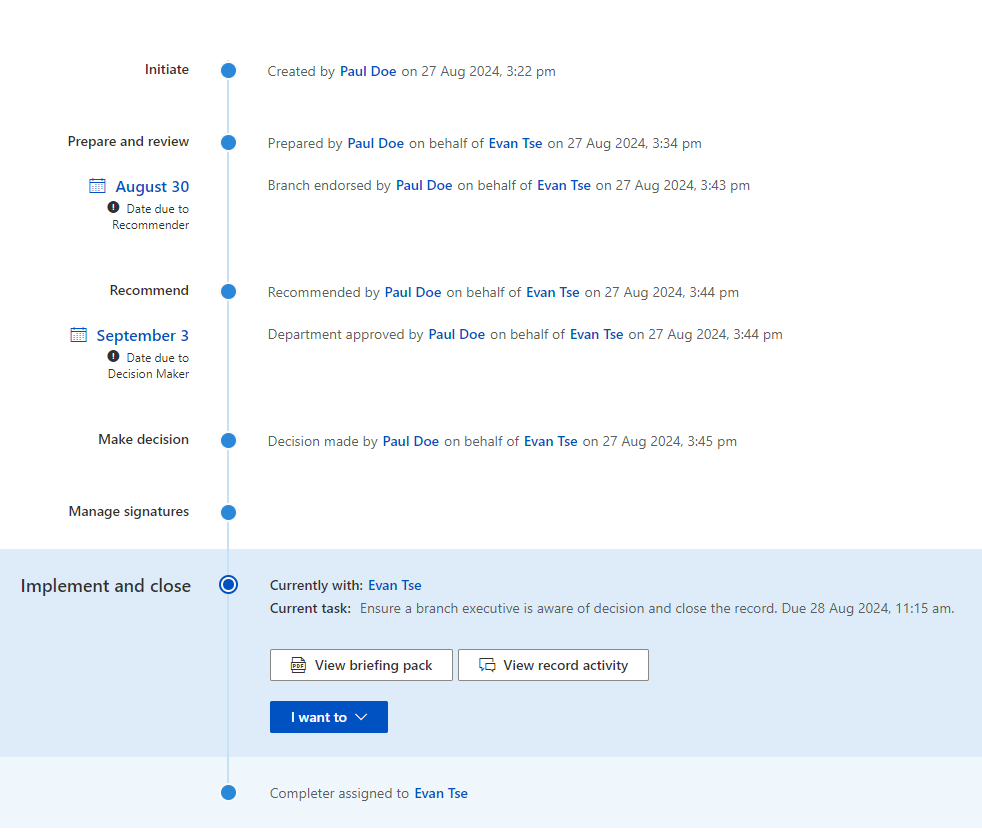 Initiate
Created by Paul Doe on 27 Aug 2024, 3:22 pm
Prepare and review
Prepared by Paul Doe on behalf of Evan Tse on 27 Aug 2024, 3:34 pm
August 30
Date due to
Recommender
Branch endorsed by Paul Doe on behalf of Evan Tse on 27 Aug 2024, 3:43 pm
Recommend
Recommended by Paul Doe on behalf of Evan Tse on 27 Aug 2024, 3:44 pm
September 3
Date due to
Decision Maker
Department approved by Paul Doe on behalf of Evan Tse on 27 Aug 2024, 3:44 pm
Make decision
Decision made by Paul Doe on behalf of Evan Tse on 27 Aug 2024, 3:45 pm
Manage signatures
Implement and close
Currently with: Evan Tse
Current task: Ensure a branch executive is aware of decision and close the record. Due 28 Aug 2024, 11:15 am.
PDF View briefing pack
View record activity
I want to
Completer assigned to Evan Tse